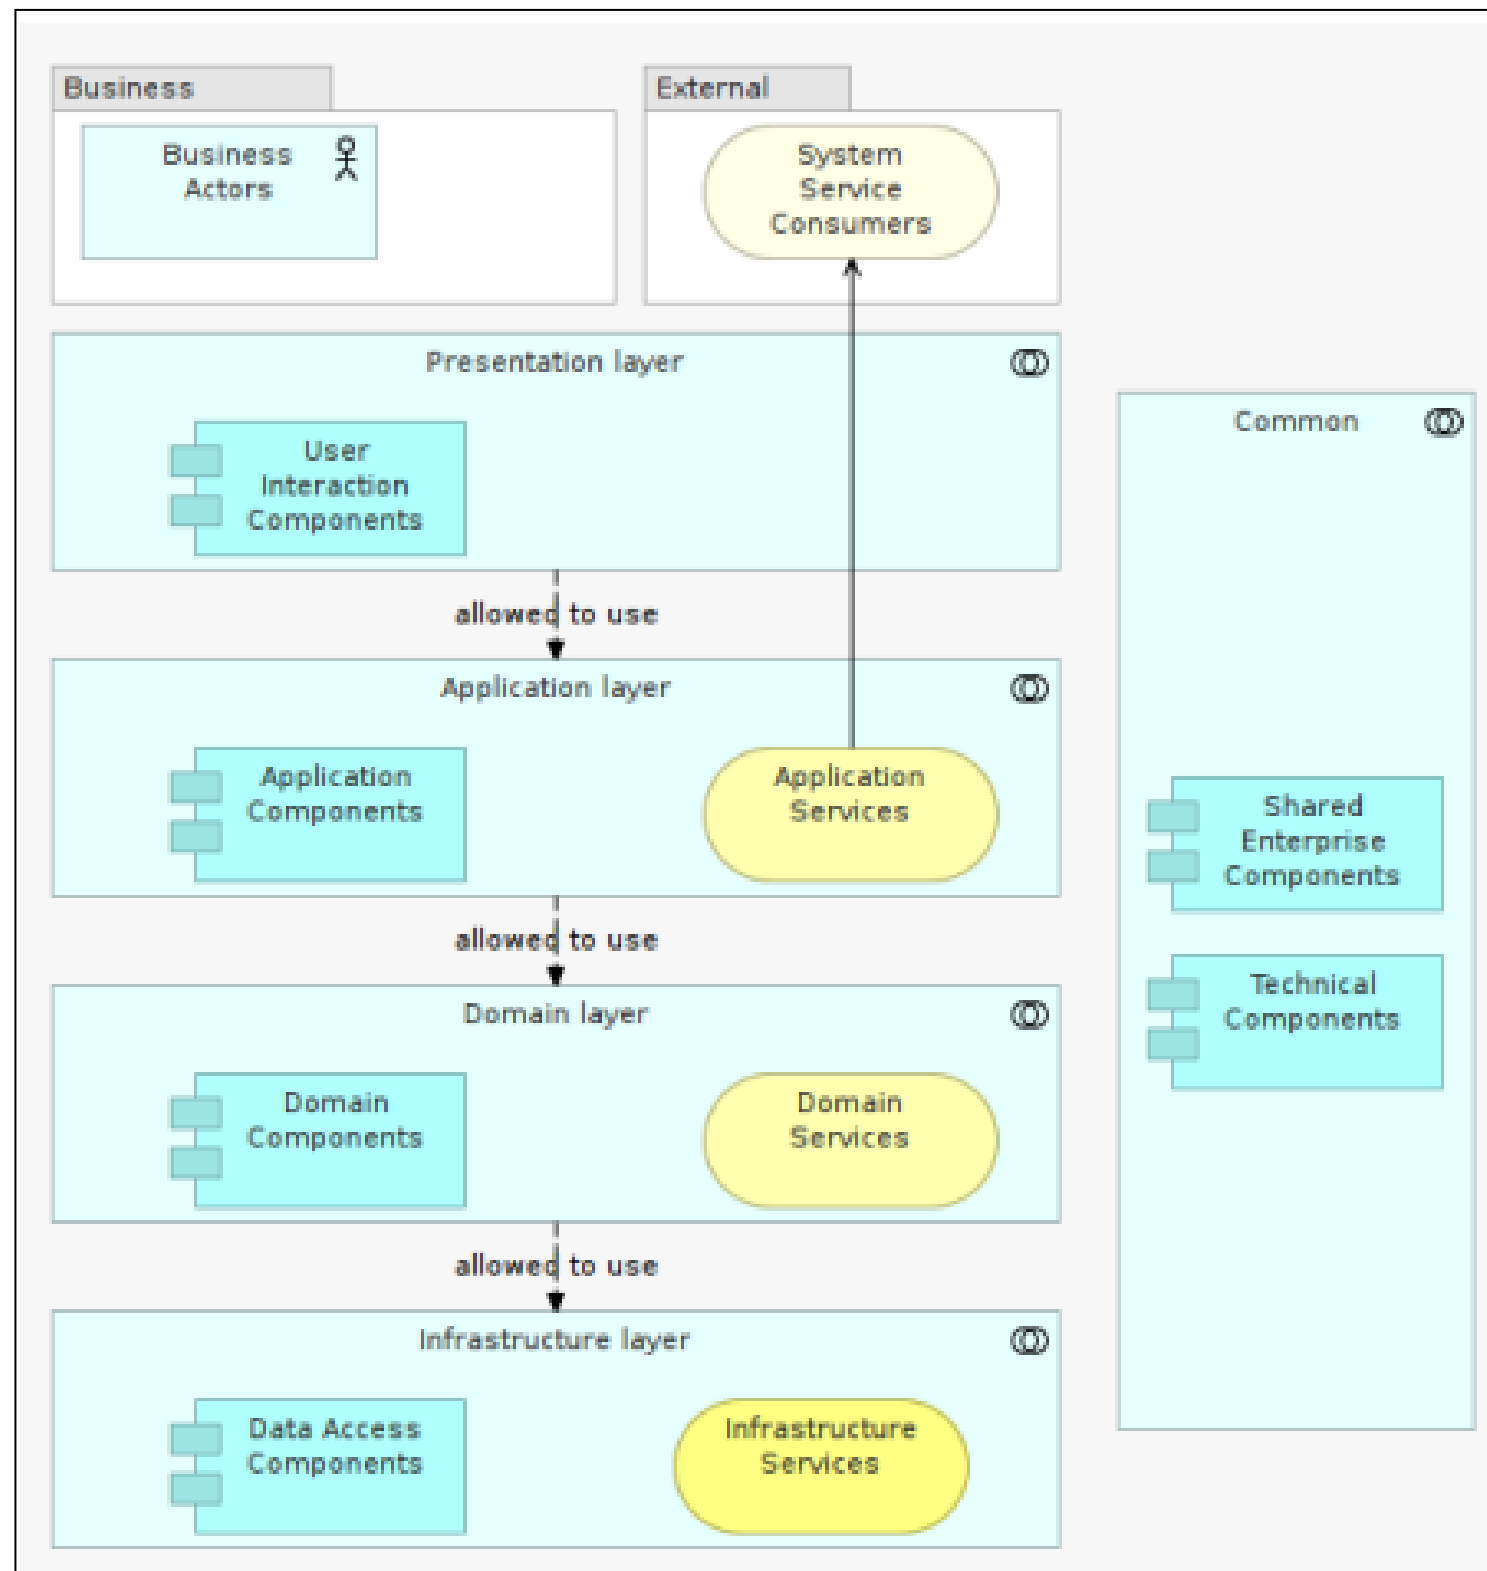 Business
External
Business
Actors
System
Service
Consumers
Presentation layer
User
Interaction
Components
allowed to use
Application layer
Application
Components
Application
Services
allowed to use
Domain layer
Domain
Components
Domain
Services
allowed to use
Infrastructure layer
Data Access
Components
Infrastructure
Services
Common
Shared
Enterprise
Components
Technical
Components